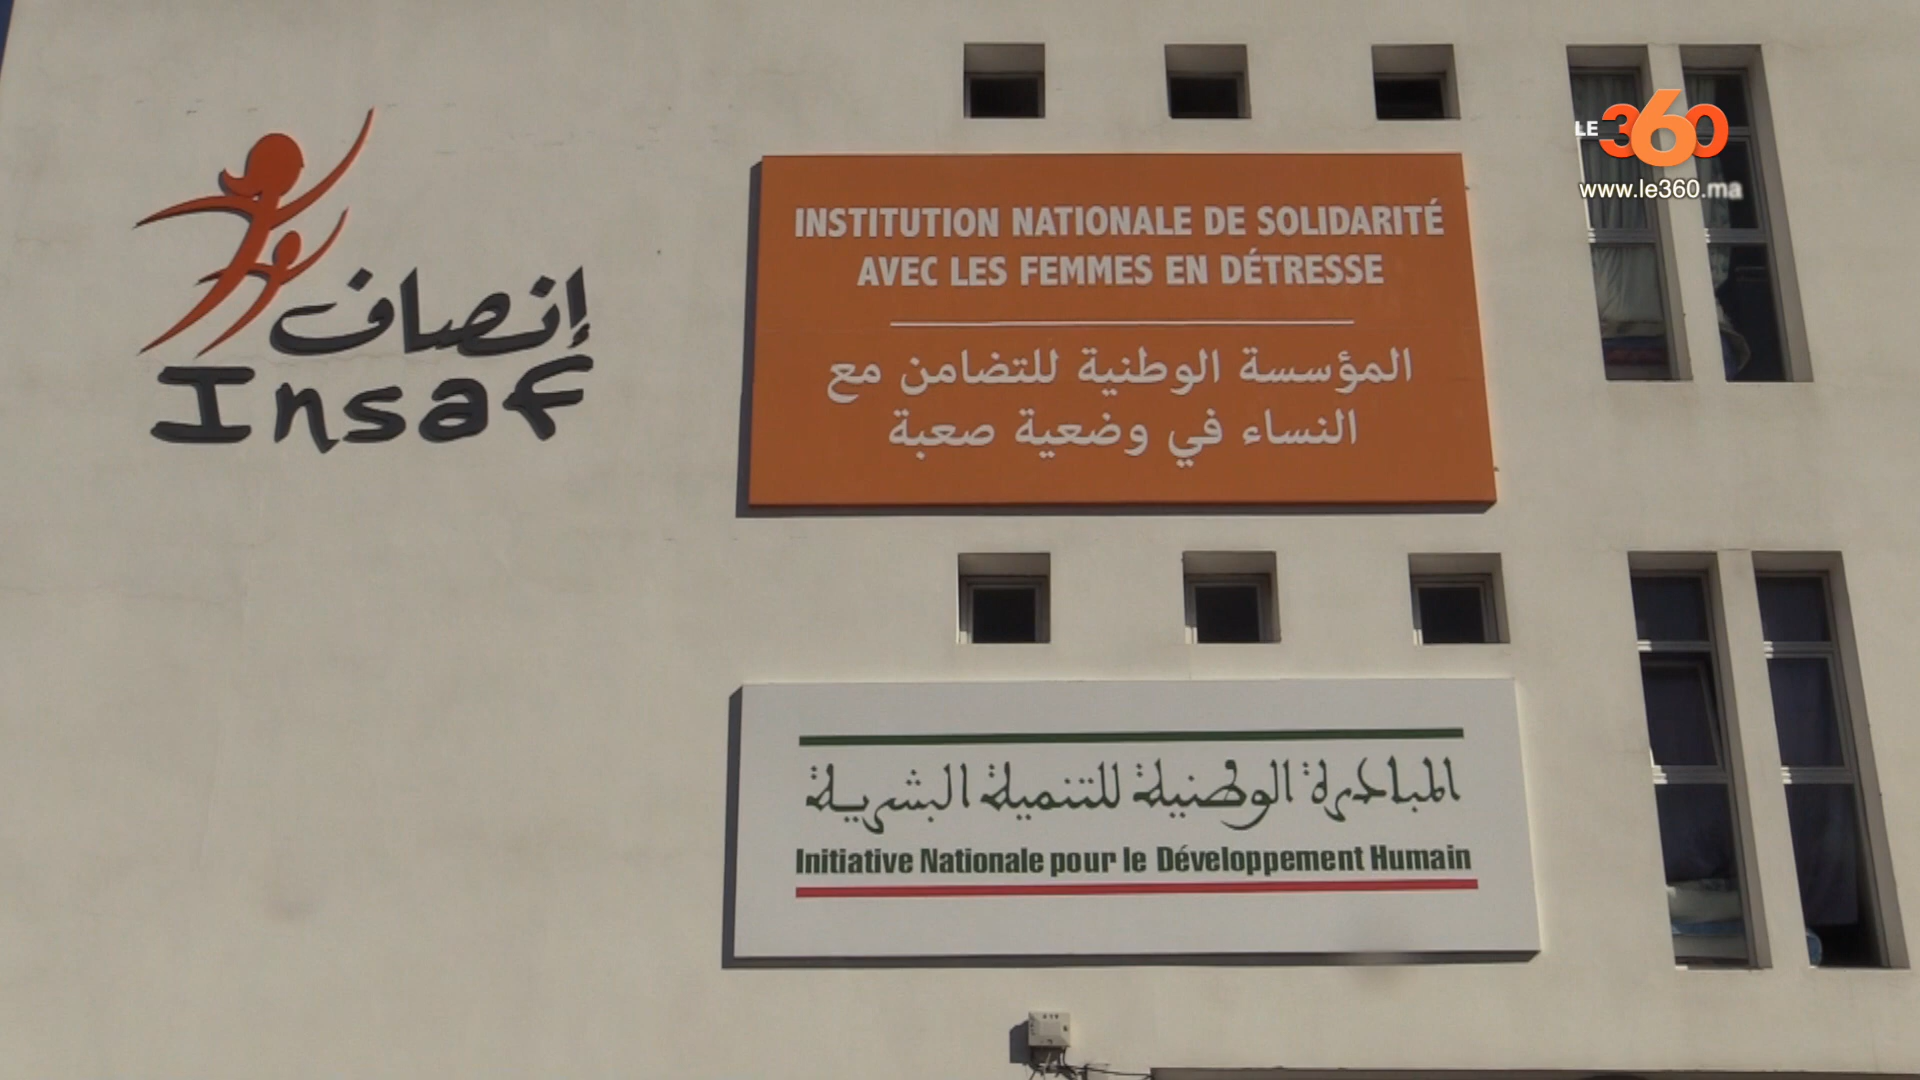 إنصاف
Insaf
INSTITUTION NATIONALE DE SOLIDARITÉ
AVEC LES FEMMES EN DÉTRESSE
المؤسسة الوطنية للتضامن مع
النساء في وضعية صعبة
المبادرة الوطنية للتنمية البشرية
Initiative Nationale pour le Développement Humain
LE 360
www.le360.ma